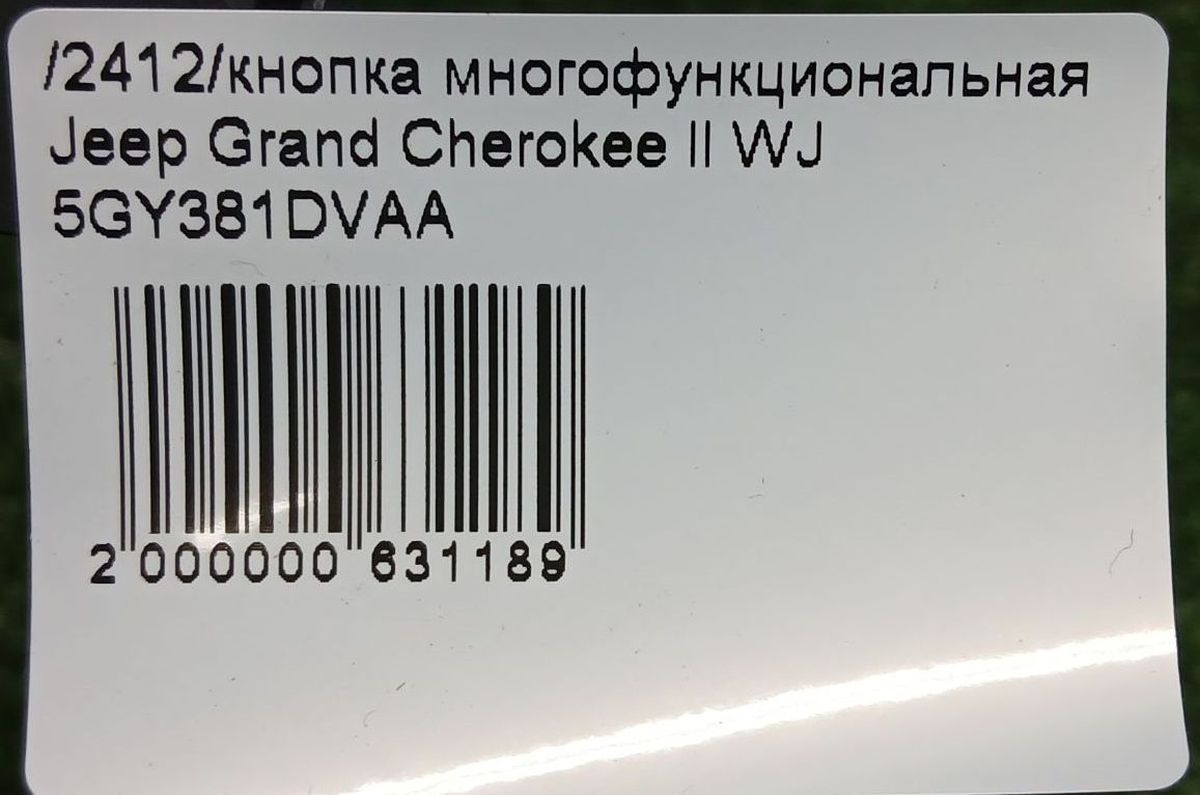 /2412/кнопка многофункциональная
Jeep Grand Cherokee II WJ
5GY381DVAA
2 000000 631189